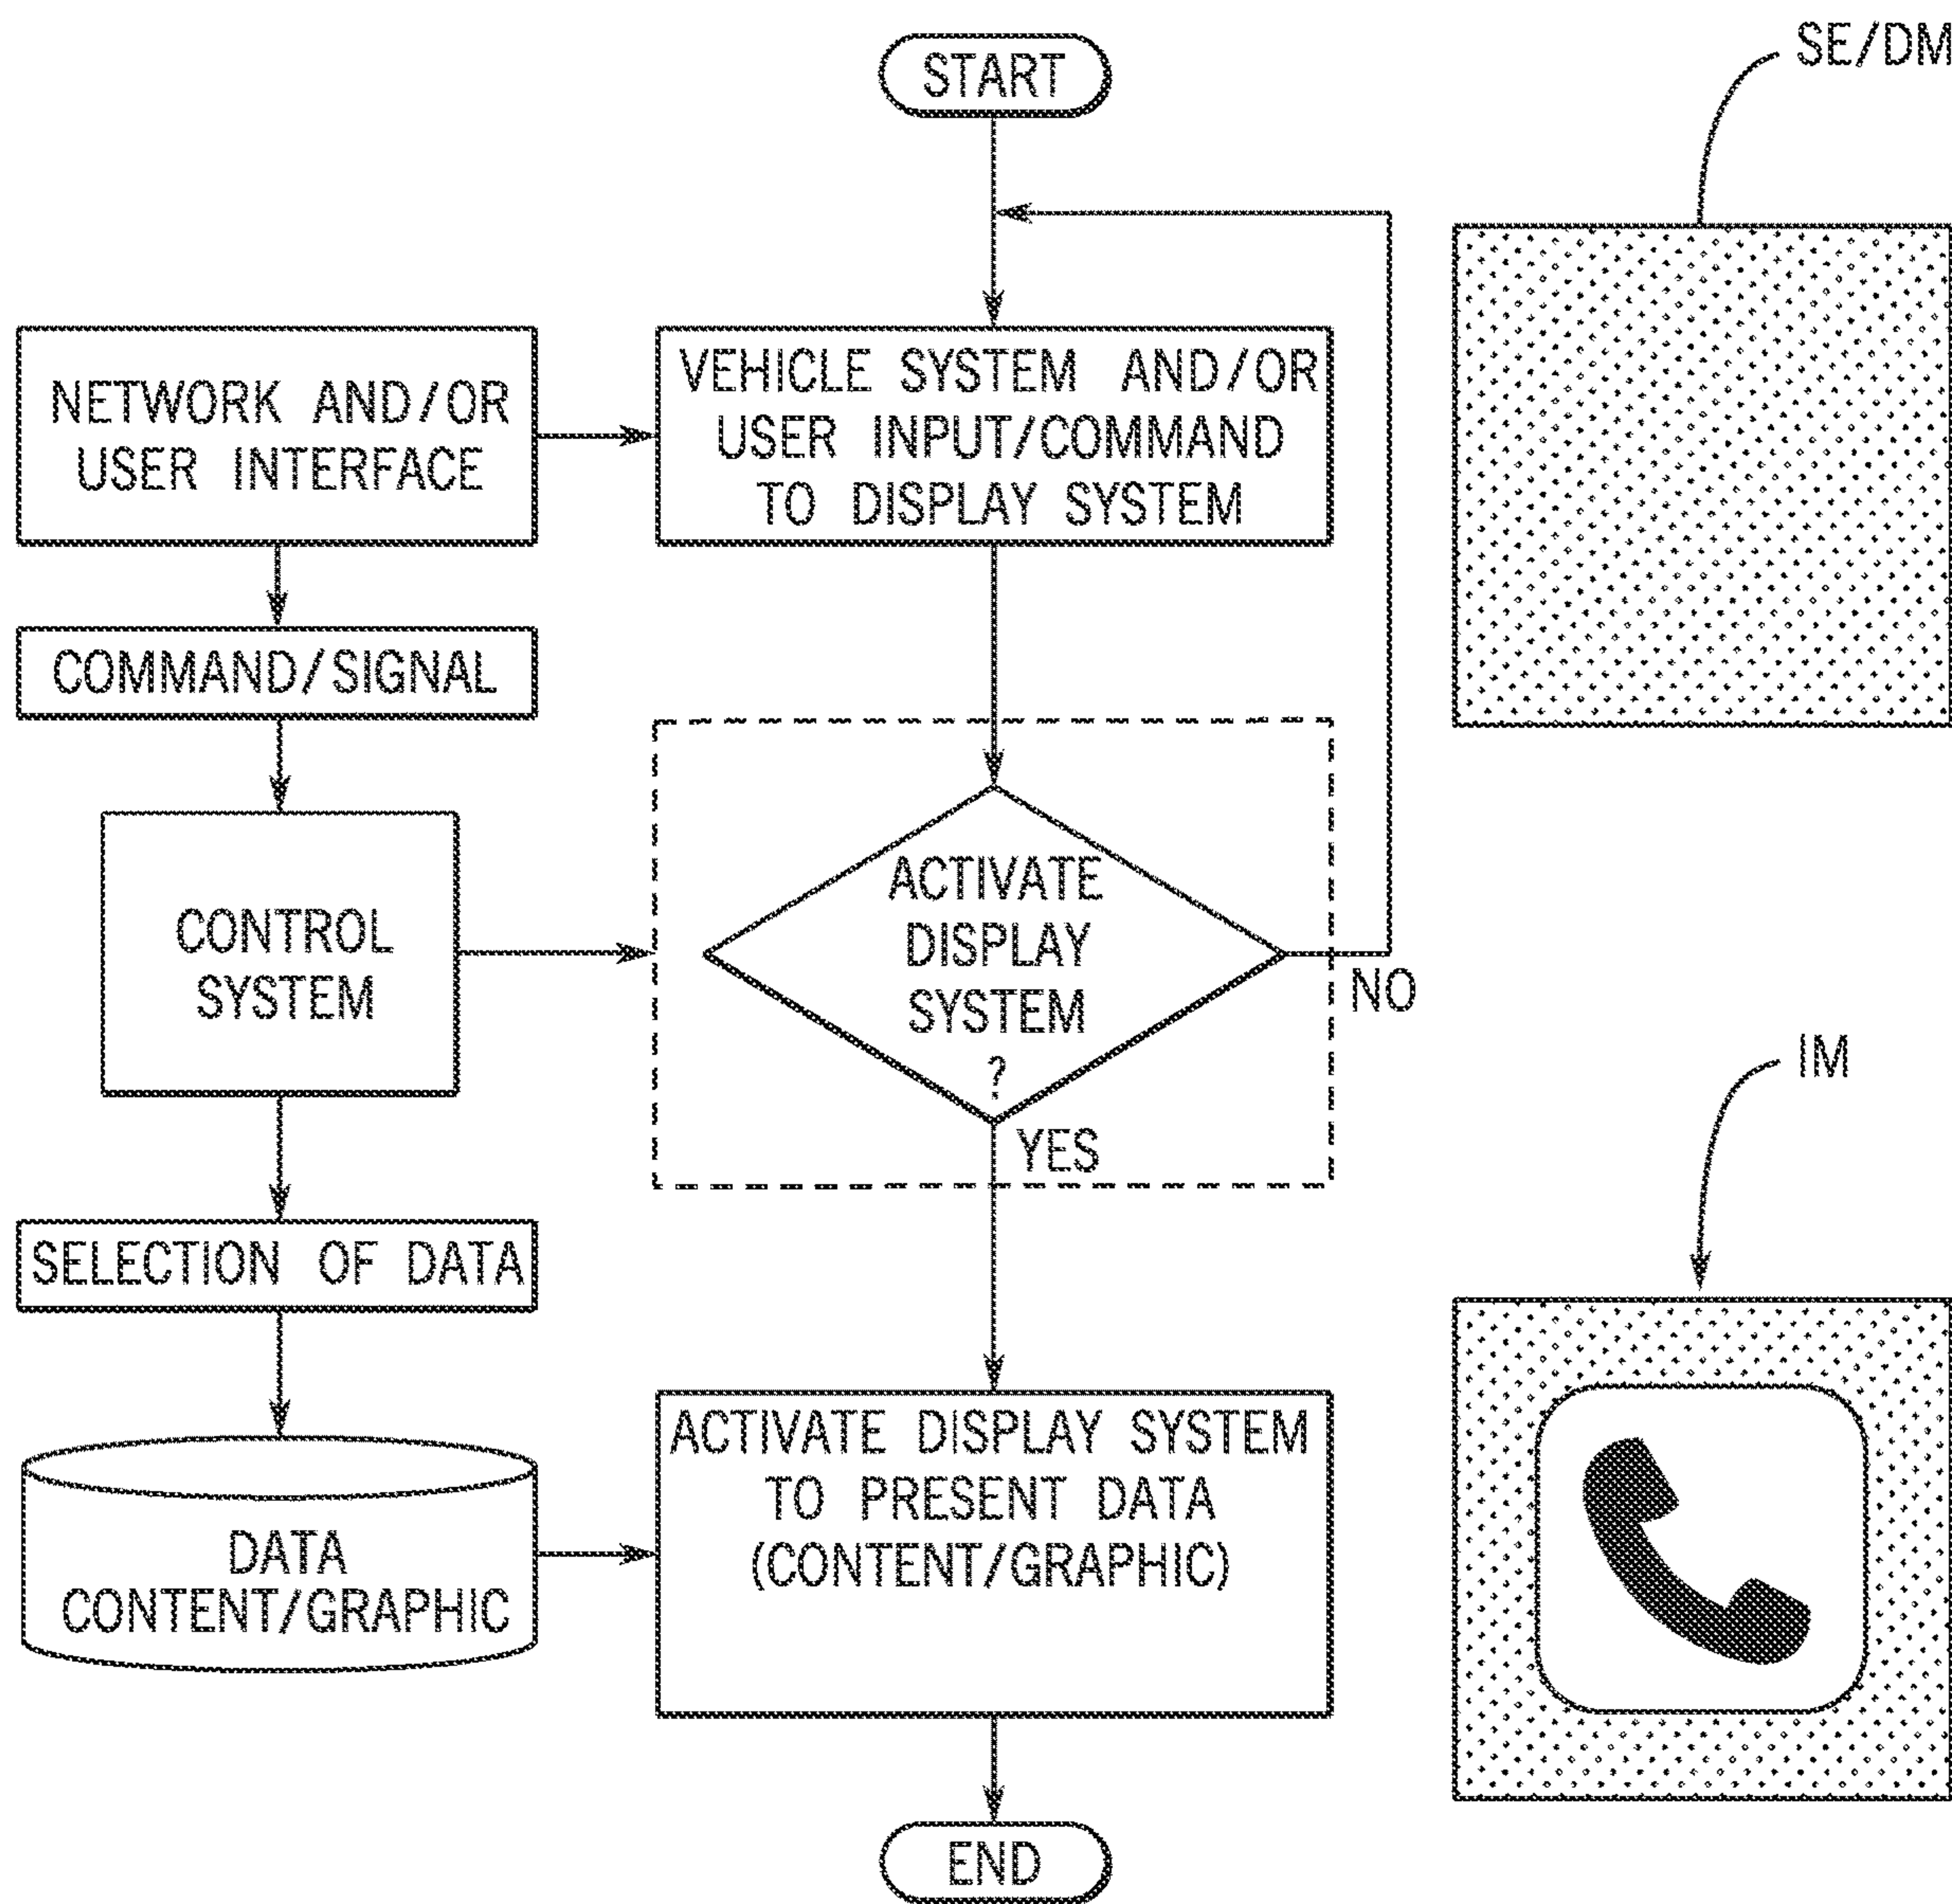 START
SE/DM
NETWORK AND/OR
USER INTERFACE
VEHICLE SYSTEM AND/OR
USER INPUT/COMMAND
TO DISPLAY SYSTEM
COMMAND/SIGNAL
CONTROL
SYSTEM
ACTIVATE
DISPLAY
SYSTEM
?
NO
YES
IM
SELECTION OF DATA
DATA
CONTENT/GRAPHIC
ACTIVATE DISPLAY SYSTEM
TO PRESENT DATA
(CONTENT/GRAPHIC)
END